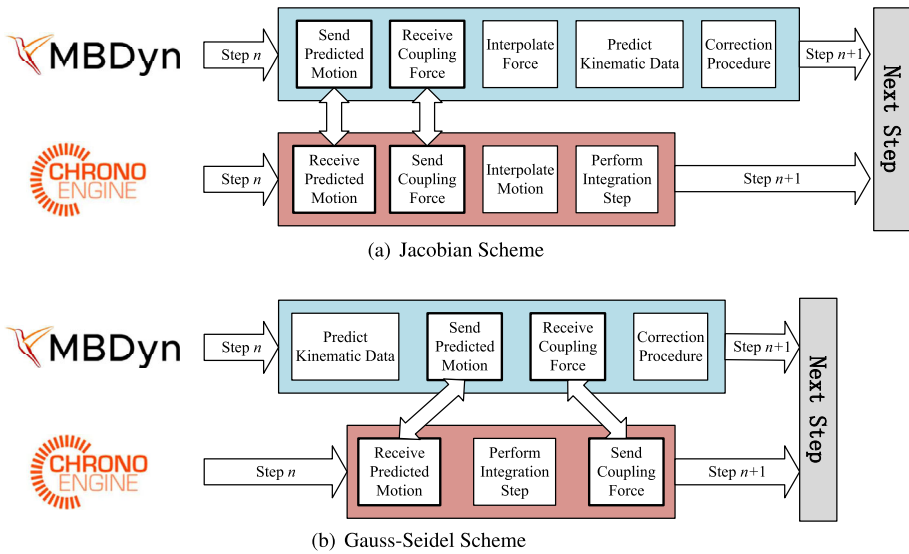 MBDyn
Step n
Send
Predicted
Motion
Receive
Coupling
Force
Interpolate
Force
Predict
Kinematic Data
Correction
Procedure
Step n+1
Next Step
CHRONO
ENGINE
Step n
Receive
Predicted
Motion
Send
Coupling
Force
Interpolate
Motion
Perform
Integration
Step
Step n+1
(a) Jacobian Scheme
MBDyn
Step n
Predict
Kinematic Data
Send
Predicted
Motion
Receive
Coupling
Force
Correction
Procedure
Step n+1
Next Step
CHRONO
ENGINE
Step n
Receive
Predicted
Motion
Perform
Integration
Step
Send
Coupling
Force
Step n+1
(b) Gauss-Seidel Scheme